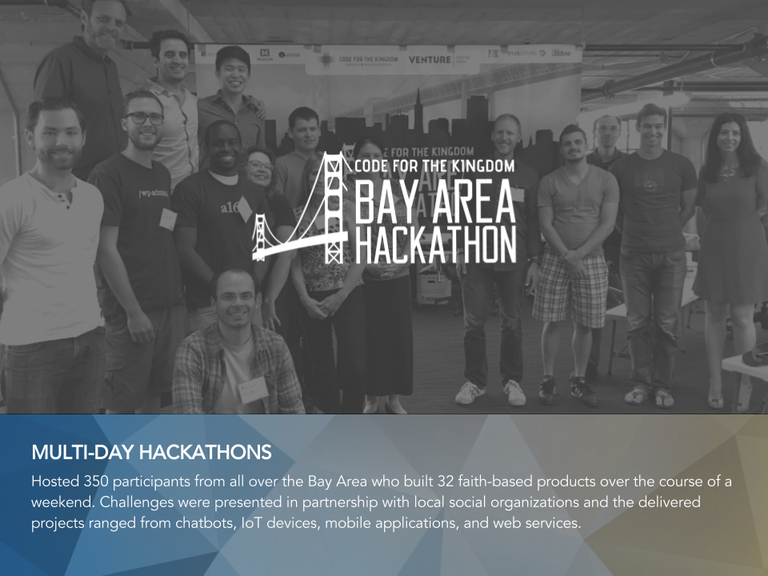 CODE FOR THE KINGDOM
VENTURE
E FOR THE KINGDOM
CODE FOR THE KINGDOM
BAY AREA
HACKATHON
MULTI-DAY HACKATHONS
Hosted 350 participants from all over the Bay Area who built 32 faith-based products over the course of a
weekend. Challenges were presented in partnership with local social organizations and the delivered
projects ranged from chatbots, IoT devices, mobile applications, and web services.